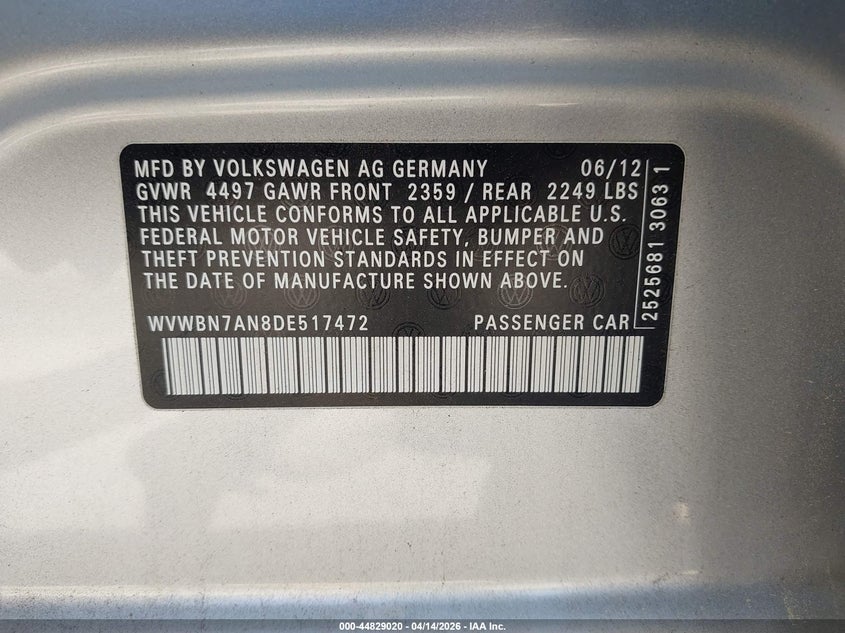 MFD BY VOLKSWAGEN AG GERMANY 06/12
GVWR 4497 GAWR FRONT 2359 / REAR 2249 LBS
THIS VEHICLE CONFORMS TO ALL APPLICABLE U.S.
FEDERAL MOTOR VEHICLE SAFETY, BUMPER AND
THEFT PREVENTION STANDARDS IN EFFECT ON
THE DATE OF MANUFACTURE SHOWN ABOVE.
WVWBN7AN8DE517472 PASSENGER CAR
2525681 30631
000-44829020 - 04/14/2026 - IAA Inc.